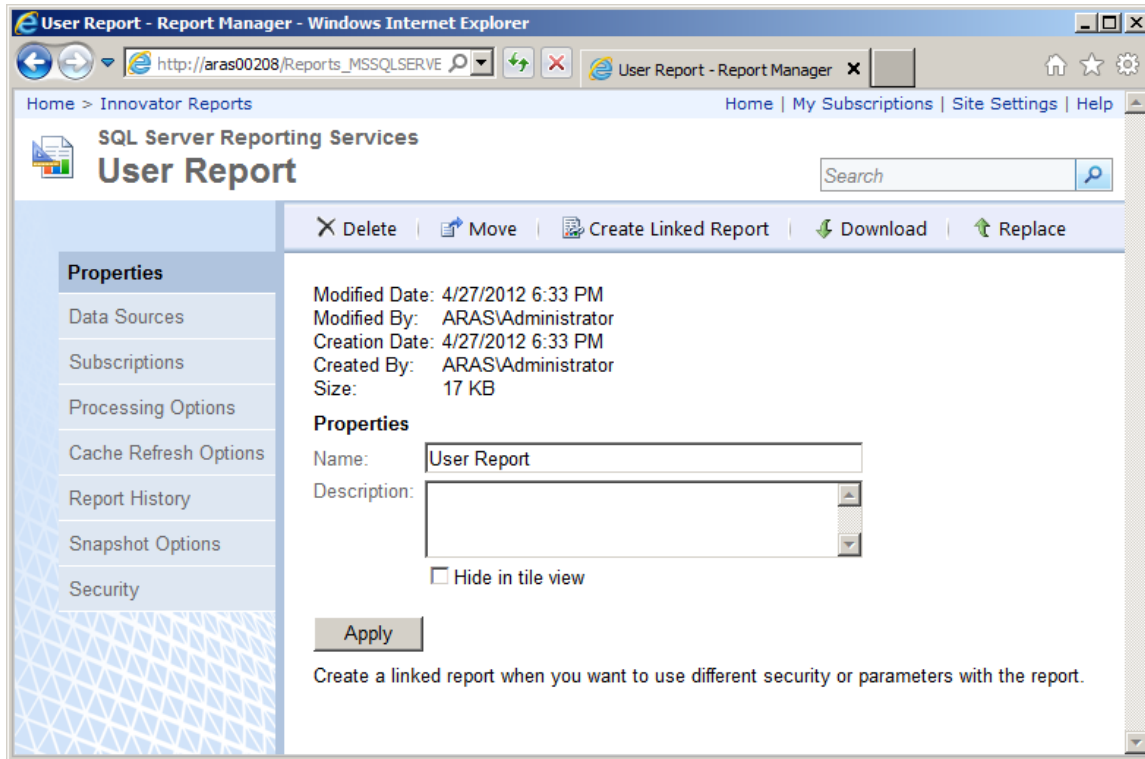 User Report - Report Manager - Windows Internet Explorer
http://aras00208/Reports_MSSQLSERVE
User Report - Report Manager
Home > Innovator Reports
Home | My Subscriptions | Site Settings | Help
SQL Server Reporting Services
User Report
Search
Delete | Move | Create Linked Report | Download | Replace
Properties
Data Sources
Subscriptions
Processing Options
Cache Refresh Options
Report History
Snapshot Options
Security
Modified Date: 4/27/2012 6:33 PM
Modified By: ARAS\Administrator
Creation Date: 4/27/2012 6:33 PM
Created By: ARAS\Administrator
Size: 17 KB
Properties
Name: User Report
Description:
Hide in tile view
Apply
Create a linked report when you want to use different security or parameters with the report.